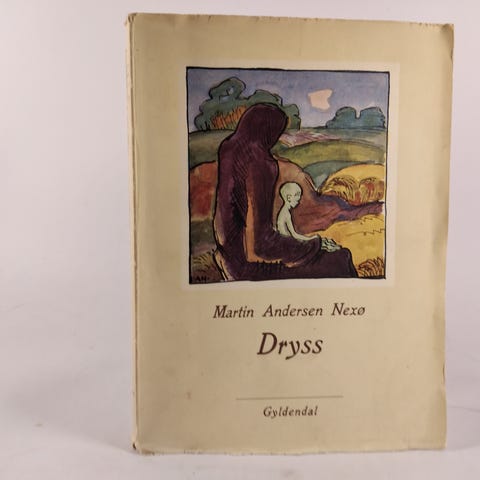 Martin Andersen Nexø
Dryss
Gyldendal